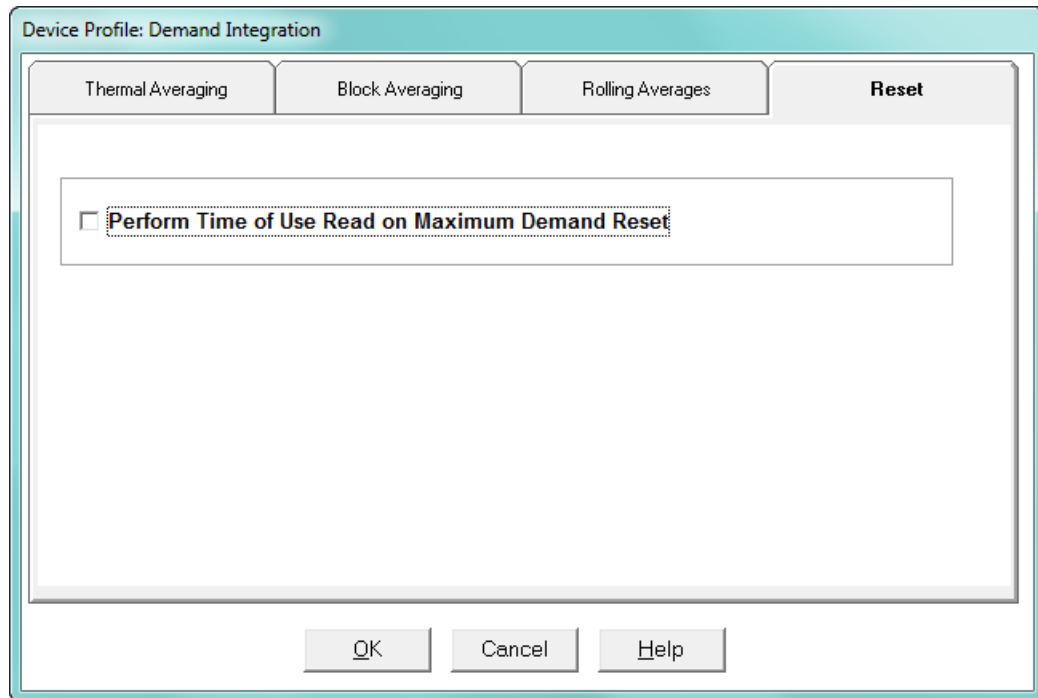 Device Profile: Demand Integration
Thermal Averaging
Block Averaging
Rolling Averages
Reset
Perform Time of Use Read on Maximum Demand Reset
OK
Cancel
Help